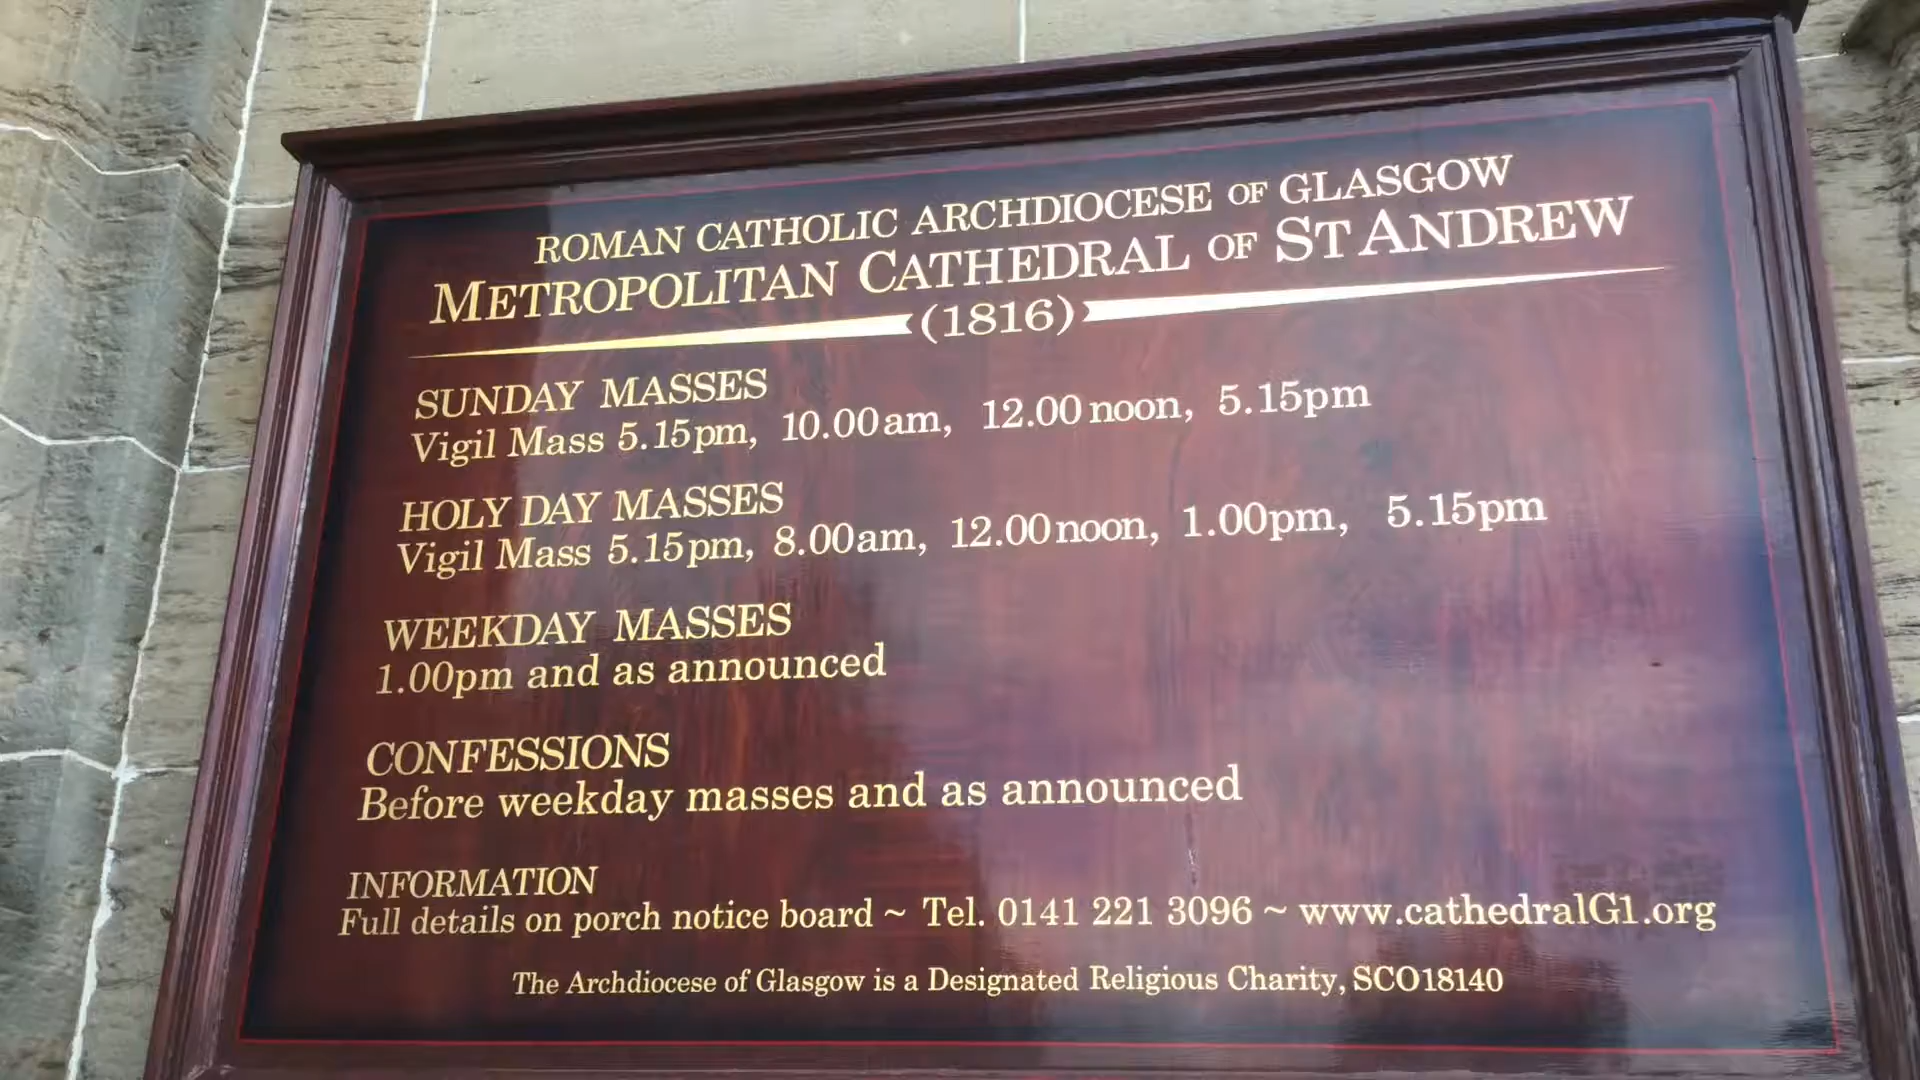 ROMAN CATHOLIC ARCHDIOCESE OF GLASGOW
METROPOLITAN CATHEDRAL OF ST ANDREW
(1816)
SUNDAY MASSES
Vigil Mass 5.15pm, 10.00am, 12.00 noon, 5.15pm
HOLY DAY MASSES
Vigil Mass 5.15pm, 8.00am, 12.00noon, 1.00pm, 5.15pm
WEEKDAY MASSES
1.00pm and as announced
CONFESSIONS
Before weekday masses and as announced
INFORMATION
Full details on porch notice board ~ Tel. 0141 221 3096 ~ www.cathedralG1.org
The Archdiocese of Glasgow is a Designated Religious Charity, SCO18140